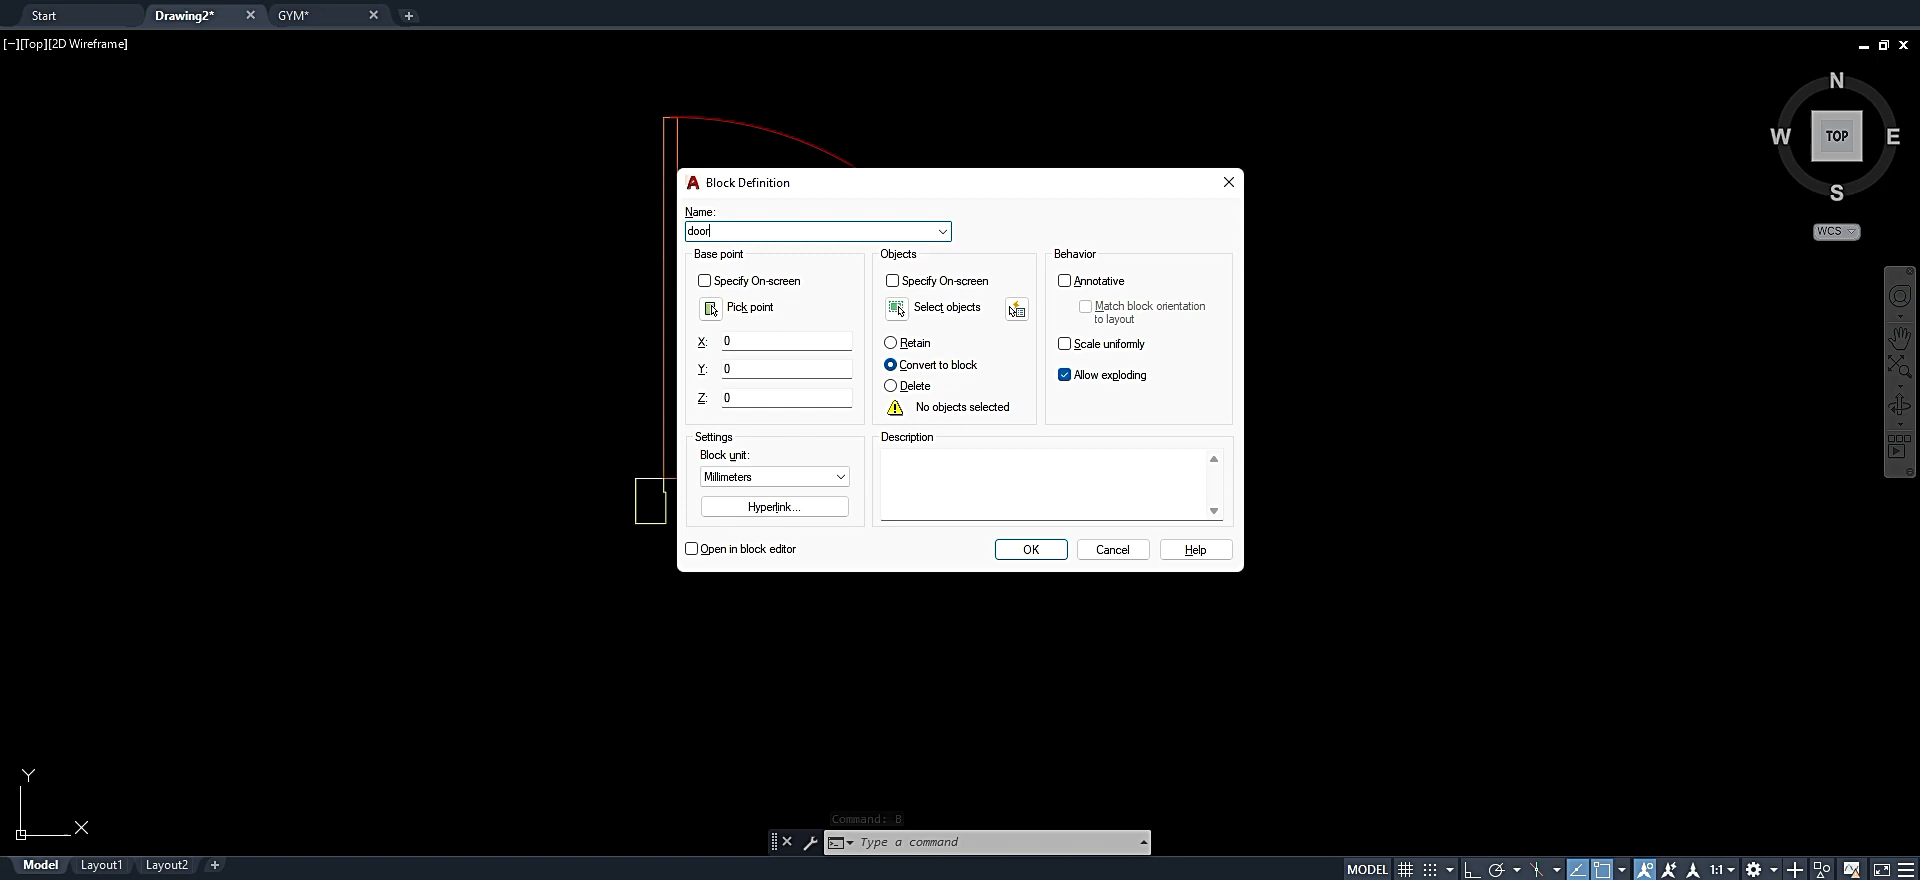 Start
Drawing2*
GYM*
[−][Top][2D Wireframe]
N
W TOP E
S
WCS
Block Definition
Name:
door
Base point
Specify On-screen
Pick point
X: 0
Y: 0
Z: 0
Objects
Specify On-screen
Select objects
Retain
Convert to block
Delete
No objects selected
Behavior
Annotative
Match block orientation
to layout
Scale uniformly
Allow exploding
Settings
Block unit:
Millimeters
Hyperlink...
Description
Open in block editor
OK
Cancel
Help
Y
X
Command: B
Type a command
Model
Layout1
Layout2
MODEL
1:1